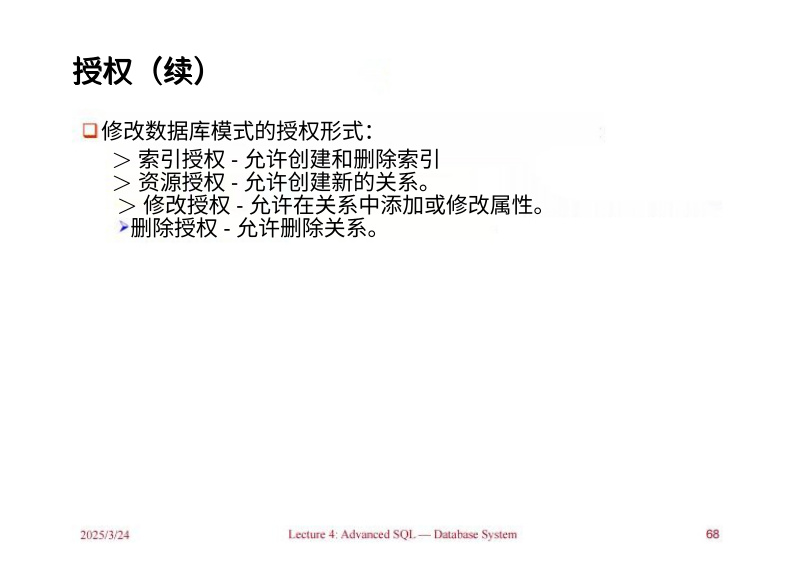 授权（续）
修改数据库模式的授权形式：
＞ 索引授权 - 允许创建和删除索引
＞ 资源授权 - 允许创建新的关系。
＞ 修改授权 - 允许在关系中添加或修改属性。
➢删除授权 - 允许删除关系。
2025/3/24 Lecture 4: Advanced SQL — Database System 68